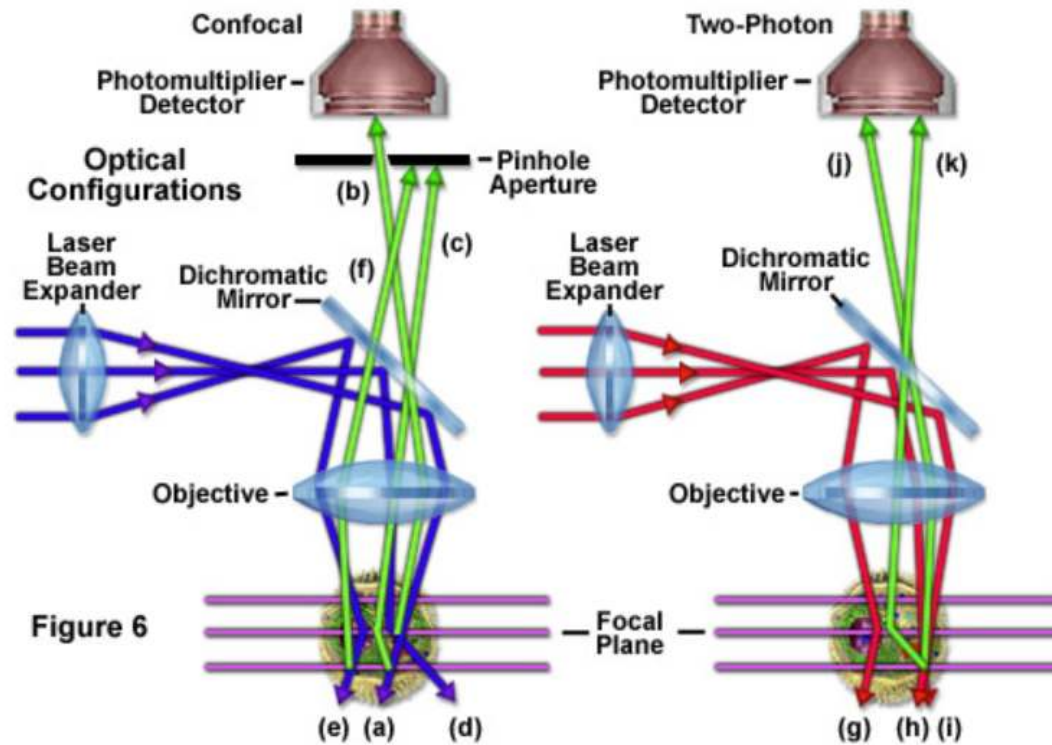 Confocal
Two-Photon
Photomultiplier
Detector
Photomultiplier
Detector
Optical
Configurations
Pinhole
Aperture
(b)
(c)
(f)
(j)
(k)
Laser
Beam
Expander
Dichromatic
Mirror
Laser
Beam
Expander
Dichromatic
Mirror
Objective
Objective
Figure 6
Focal
Plane
(e)
(a)
(d)
(g)
(h)
(i)